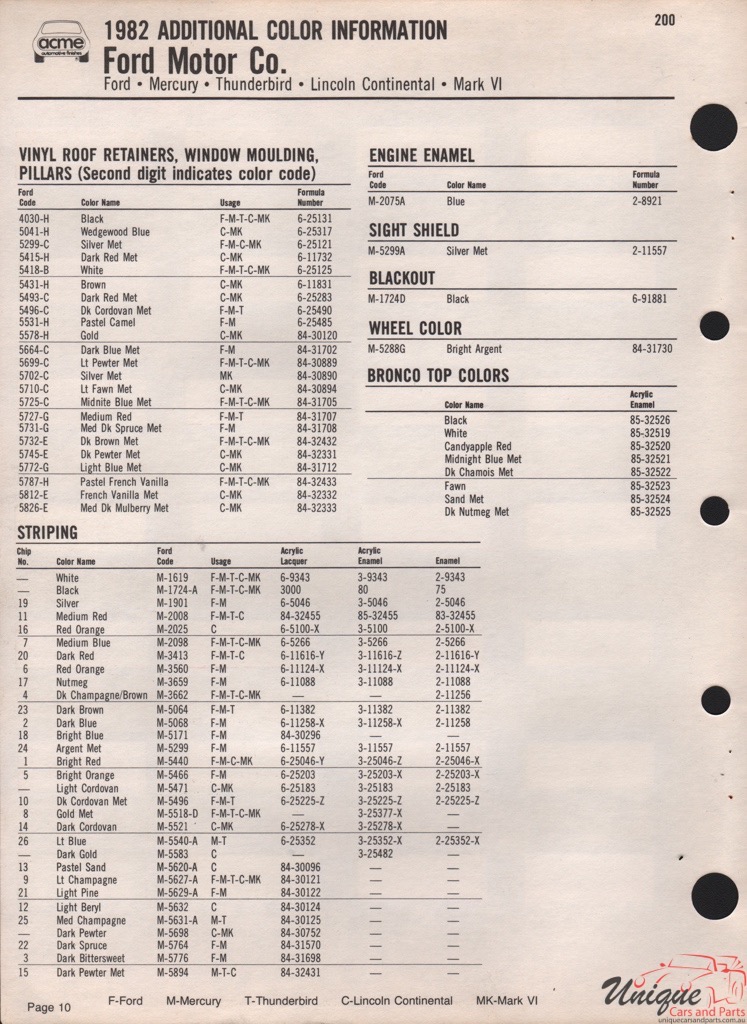 200
acme
automotive finishes
1982 ADDITIONAL COLOR INFORMATION
Ford Motor Co.
Ford • Mercury • Thunderbird • Lincoln Continental • Mark VI
VINYL ROOF RETAINERS, WINDOW MOULDING,
PILLARS (Second digit indicates color code)
Ford Code Color Name Usage Formula Number
4030-H Black F-M-T-C-MK 6-25131
5041-H Wedgewood Blue C-MK 6-25317
5299-C Silver Met F-M-C-MK 6-25121
5415-H Dark Red Met C-MK 6-11732
5418-B White F-M-T-C-MK 6-25125
5431-H Brown C-MK 6-11831
5493-C Dark Red Met C-MK 6-25283
5496-C Dk Cordovan Met F-M-T 6-25490
5531-H Pastel Camel F-M 6-25485
5578-H Gold C-MK 84-30120
5664-C Dark Blue Met F-M 84-31702
5699-C Lt Pewter Met F-M-T-C-MK 84-30889
5702-C Silver Met MK 84-30890
5710-C Lt Fawn Met C-MK 84-30894
5725-C Midnite Blue Met F-M-T-C-MK 84-31705
5727-G Medium Red F-M-T 84-31707
5731-G Med Dk Spruce Met F-M 84-31708
5732-E Dk Brown Met F-M-T-C-MK 84-32432
5745-E Dk Pewter Met C-MK 84-32331
5772-G Light Blue Met C-MK 84-31712
5787-H Pastel French Vanilla F-M-T-C-MK 84-32433
5812-E French Vanilla Met C-MK 84-32332
5826-E Med Dk Mulberry Met C-MK 84-32333
ENGINE ENAMEL
Ford Code Color Name Formula Number
M-2075A Blue 2-8921
SIGHT SHIELD
M-5299A Silver Met 2-11557
BLACKOUT
M-1724D Black 6-91881
WHEEL COLOR
M-5288G Bright Argent 84-31730
BRONCO TOP COLORS
Color Name Acrylic Enamel
Black 85-32526
White 85-32519
Candyapple Red 85-32520
Midnight Blue Met 85-32521
Dk Chamois Met 85-32522
Fawn 85-32523
Sand Met 85-32524
Dk Nutmeg Met 85-32525
STRIPING
Chip No. Color Name Ford Code Usage Acrylic Lacquer Acrylic Enamel Enamel
— White M-1619 F-M-T-C-MK 6-9343 3-9343 2-9343
— Black M-1724-A F-M-T-C-MK 3000 80 75
19 Silver M-1901 F-M 6-5046 3-5046 2-5046
11 Medium Red M-2008 F-M-T-C 84-32455 85-32455 83-32455
16 Red Orange M-2025 C 6-5100-X 3-5100 2-5100-X
7 Medium Blue M-2098 F-M-T-C-MK 6-5266 3-5266 2-5266
20 Dark Red M-3413 F-M-T-C 6-11616-Y 3-11616-Z 2-11616-Y
6 Red Orange M-3560 F-M 6-11124-X 3-11124-X 2-11124-X
17 Nutmeg M-3659 F-M 6-11088 3-11088 2-11088
4 Dk Champagne/Brown M-3662 F-M-T-C-MK — — 2-11256
23 Dark Brown M-5064 F-M-T 6-11382 3-11382 2-11382
2 Dark Blue M-5068 F-M 6-11258-X 3-11258-X 2-11258
18 Bright Blue M-5171 F-M 84-30296 — —
24 Argent Met M-5299 F-M 6-11557 3-11557 2-11557
1 Bright Red M-5440 F-M-C-MK 6-25046-Y 3-25046-Z 2-25046-X
5 Bright Orange M-5466 F-M 6-25203 3-25203-X 2-25203-X
— Light Cordovan M-5471 C-MK 6-25183 3-25183 2-25183
10 Dk Cordovan Met M-5496 F-M-T 6-25225-Z 3-25225-Z 2-25225-Z
8 Gold Met M-5518-D F-M-T-C-MK — 3-25377-X —
14 Dark Cordovan M-5521 C-MK 6-25278-X 3-25278-X —
26 Lt Blue M-5540-A M-T 6-25352 3-25352-X 2-25352-X
— Dark Gold M-5583 C — 3-25482 —
13 Pastel Sand M-5620-A C 84-30096 — —
9 Lt Champagne M-5627-A F-M-T-C-MK 84-30121 — —
21 Light Pine M-5629-A F-M 84-30122 — —
12 Light Beryl M-5632 C 84-30124 — —
25 Med Champagne M-5631-A M-T 84-30125 — —
— Dark Pewter M-5698 C-MK 84-30752 — —
22 Dark Spruce M-5764 F-M 84-31570 — —
3 Dark Bittersweet M-5776 F-M 84-31698 — —
15 Dark Pewter Met M-5894 M-T-C 84-32431 — —
Page 10 F-Ford M-Mercury T-Thunderbird C-Lincoln Continental MK-Mark VI
Unique
Cars and Parts
uniquecarsandparts.com.au